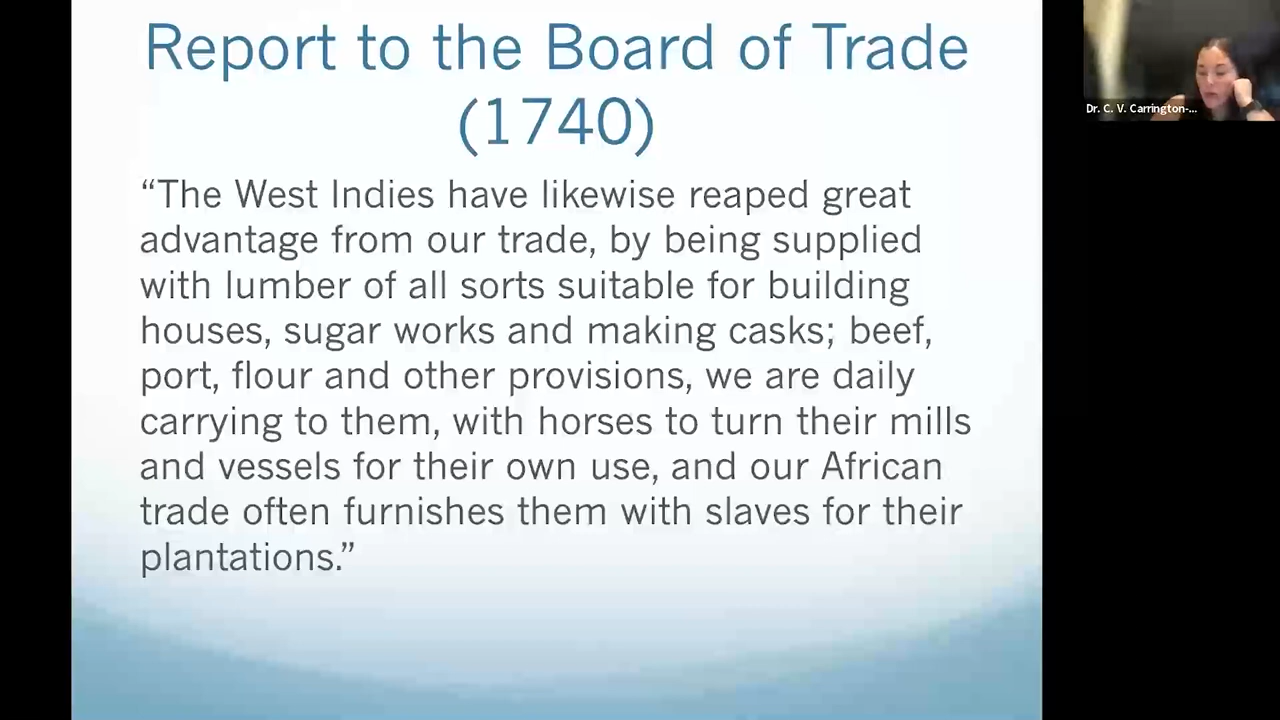 Report to the Board of Trade
(1740)
“The West Indies have likewise reaped great
advantage from our trade, by being supplied
with lumber of all sorts suitable for building
houses, sugar works and making casks; beef,
port, flour and other provisions, we are daily
carrying to them, with horses to turn their mills
and vessels for their own use, and our African
trade often furnishes them with slaves for their
plantations.”
Dr. C. V. Carrington-...